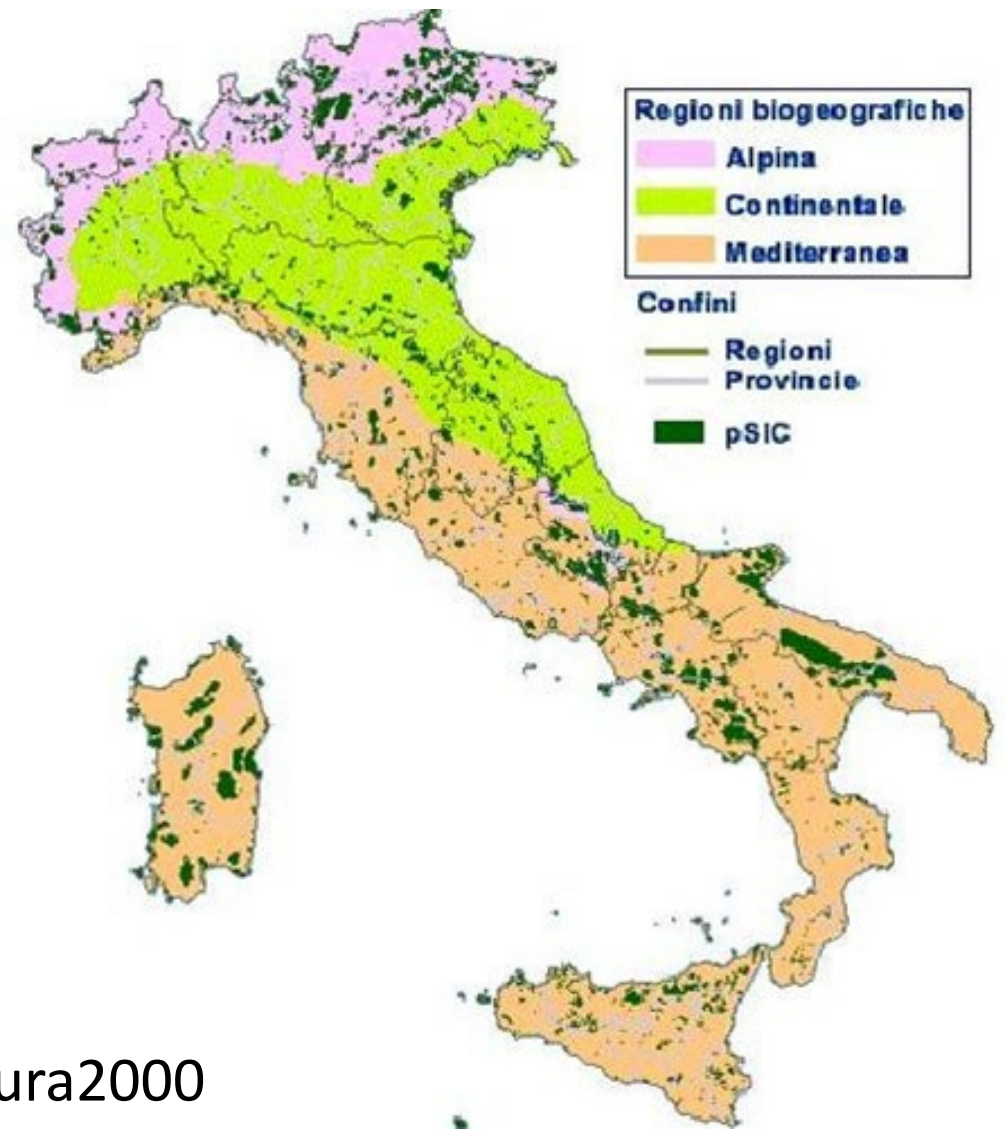 Regioni biogeografiche
Alpina
Continentale
Mediterranea
Confini
Regioni
Provincie
pSIC
ura2000